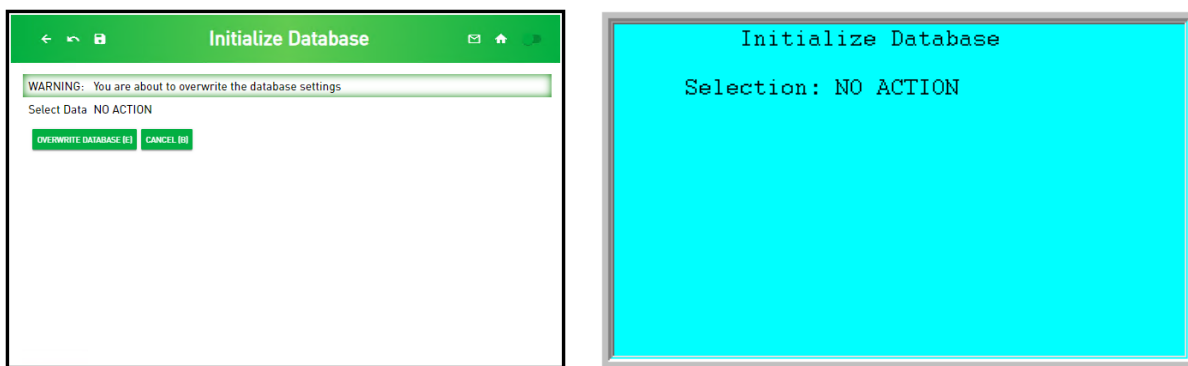 Initialize Database
WARNING: You are about to overwrite the database settings
Select Data NO ACTION
OVERWRITE DATABASE [E] CANCEL [B]
Initialize Database
Selection: NO ACTION